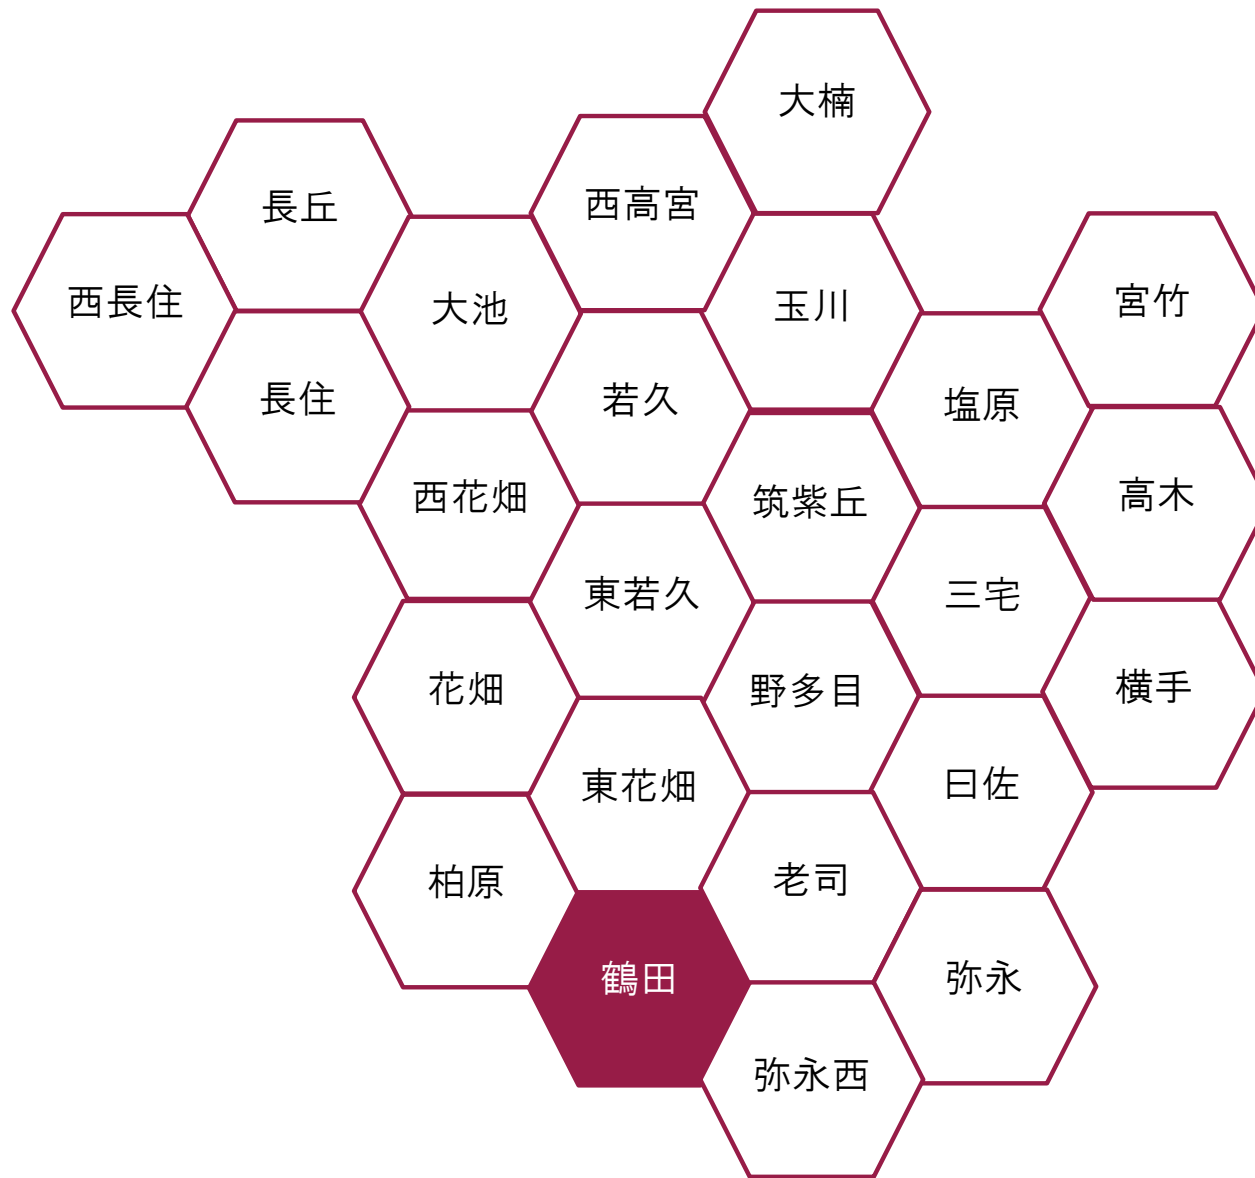 大楠
西高宮
長丘
西長住
大池
玉川
宮竹
長住
若久
塩原
西花畑
筑紫丘
高木
東若久
三宅
花畑
野多目
横手
東花畑
曰佐
柏原
老司
鶴田
弥永
弥永西